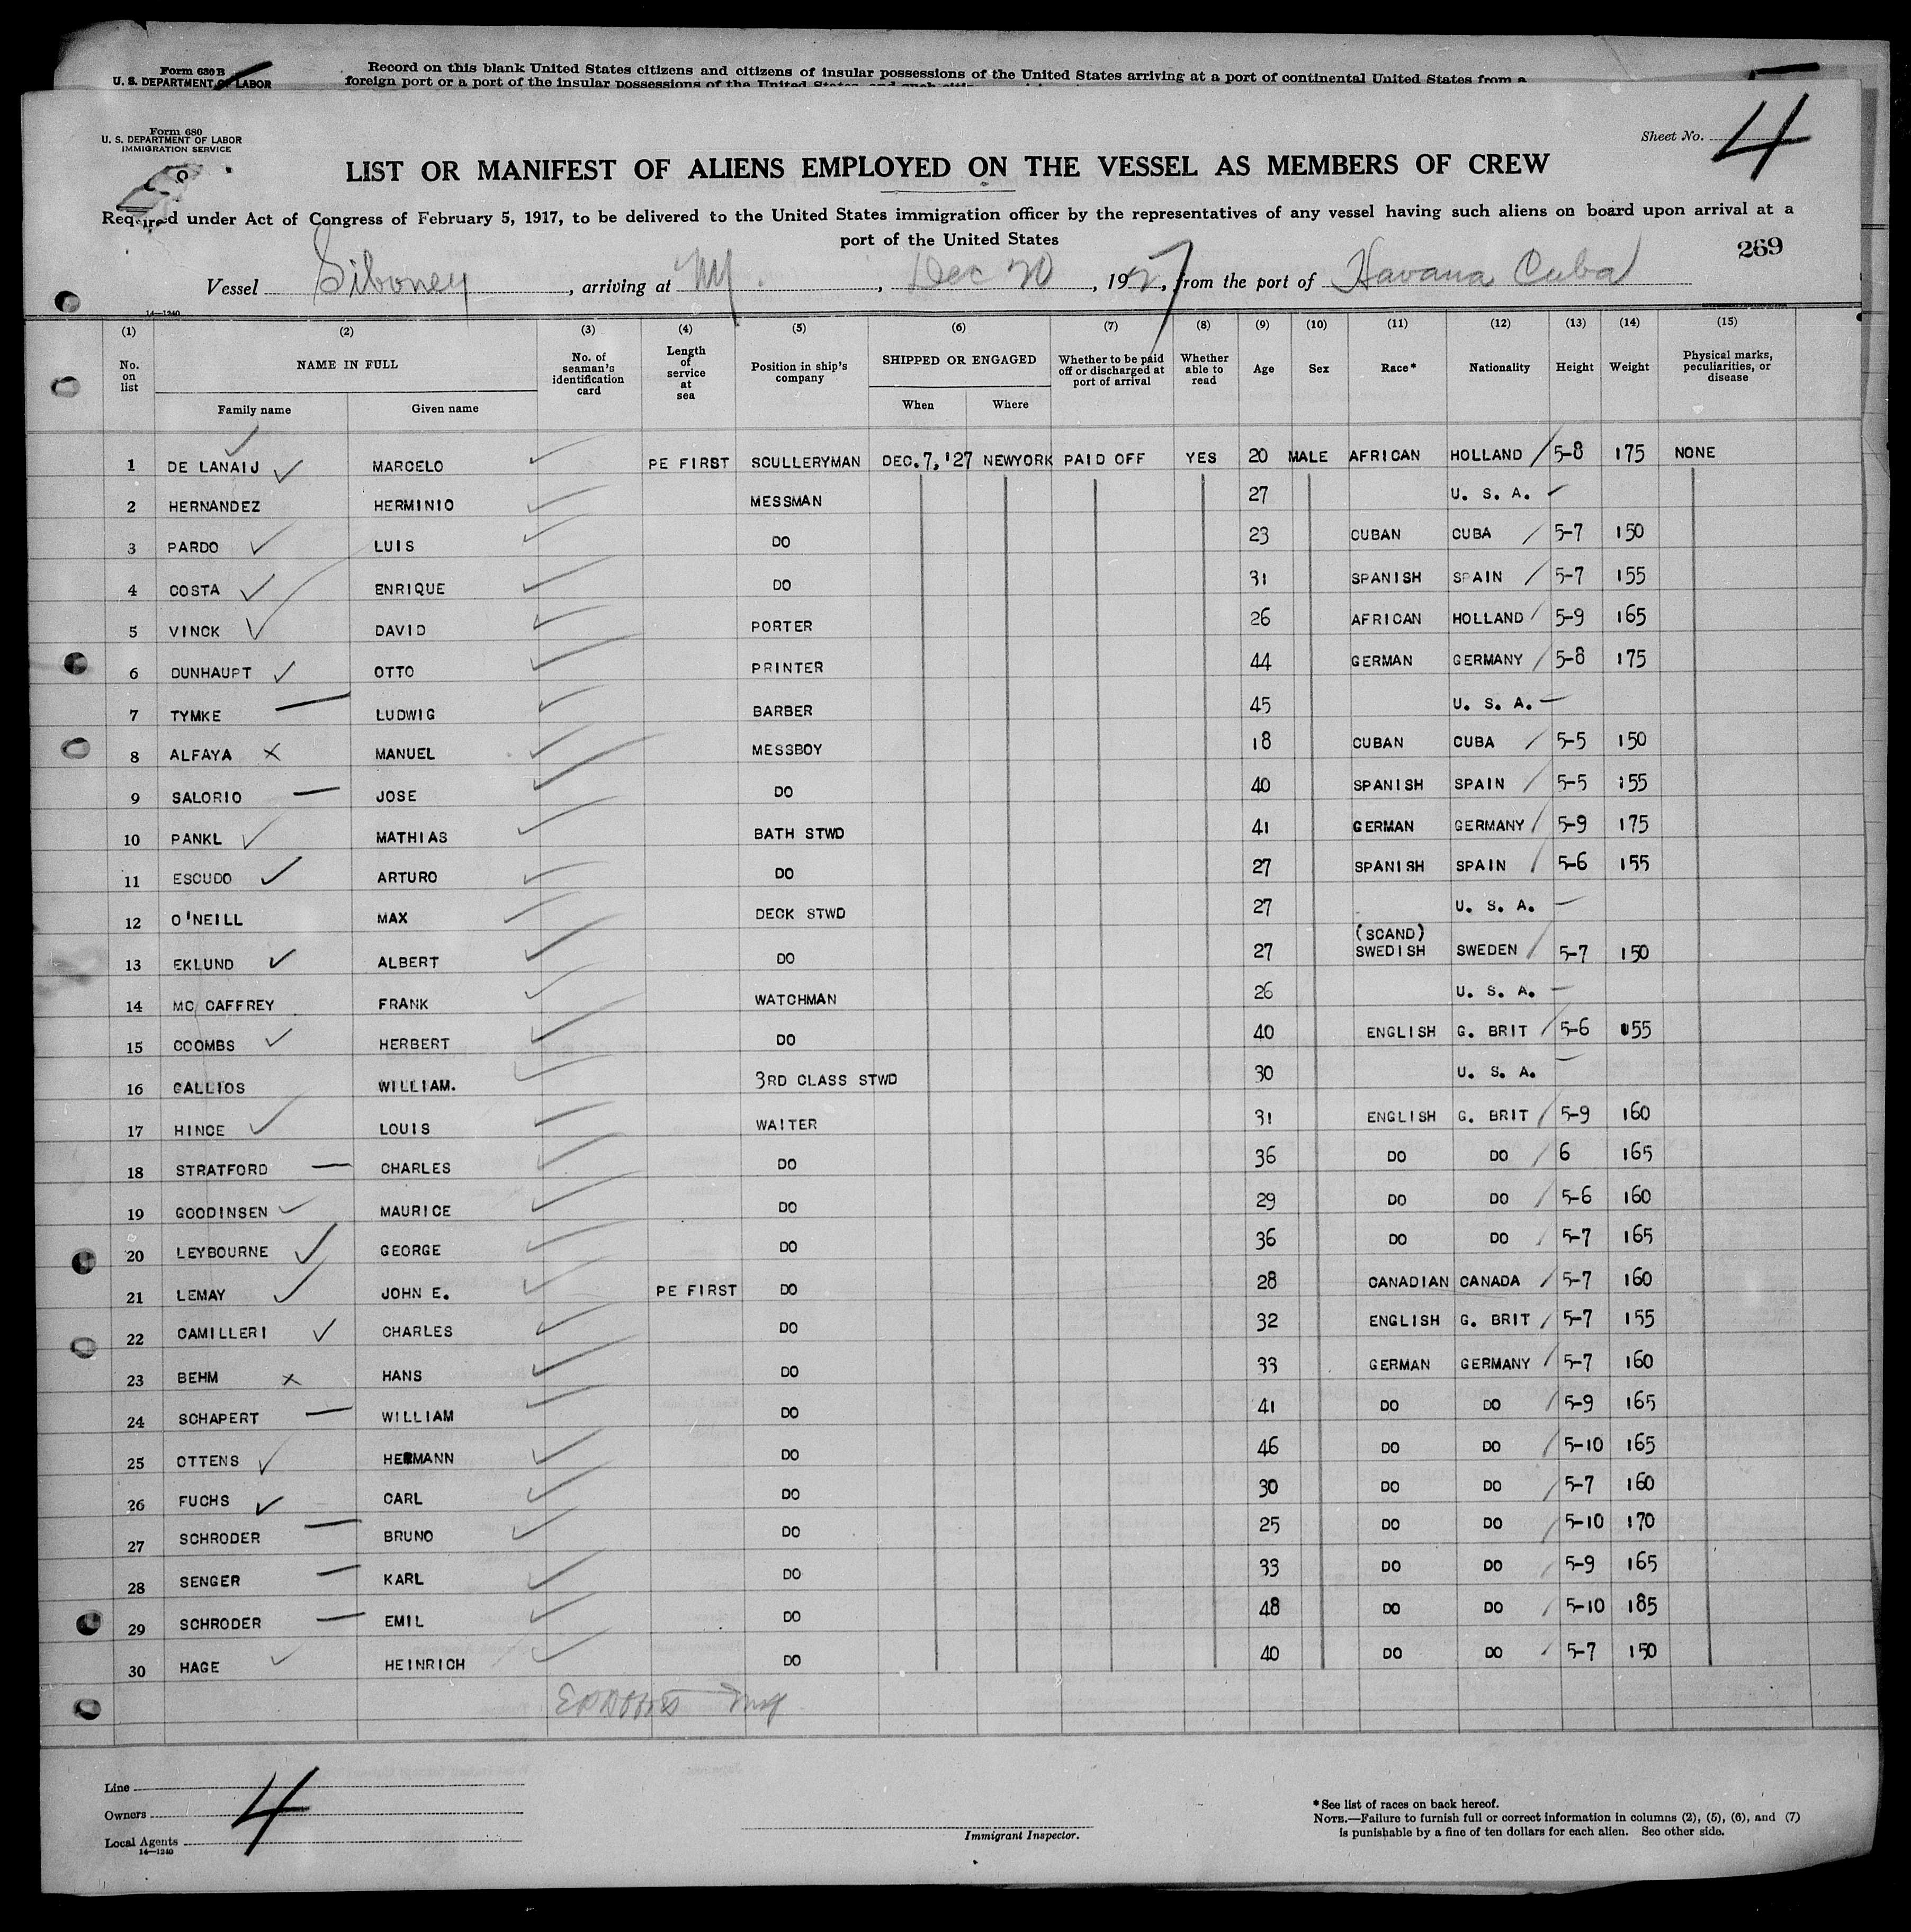 Form 630 B
U. S. DEPARTMENT OF LABOR
Record on this blank United States citizens and citizens of insular possessions of the United States arriving at a port of continental United States from a
foreign port or a port of the insular possessions of the United States, and such
Form 680
U. S. DEPARTMENT OF LABOR
IMMIGRATION SERVICE
Sheet No. 4
LIST OR MANIFEST OF ALIENS EMPLOYED ON THE VESSEL AS MEMBERS OF CREW
Required under Act of Congress of February 5, 1917, to be delivered to the United States immigration officer by the representatives of any vessel having such aliens on board upon arrival at a
port of the United States
269
Vessel Siboney, arriving at NY., Dec 20, 1927, from the port of Havana Cuba
14—1240
(1) (2) (3) (4) (5) (6) (7) (8) (9) (10) (11) (12) (13) (14) (15)
No. on list NAME IN FULL No. of seaman's identification card Length of service at sea Position in ship's company SHIPPED OR ENGAGED Whether to be paid off or discharged at port of arrival Whether able to read Age Sex Race* Nationality Height Weight Physical marks, peculiarities, or disease
Family name Given name When Where
1 DE LANAIJ MARCELO PE FIRST SCULLERYMAN DEC. 7, '27 NEWYORK PAID OFF YES 20 MALE AFRICAN HOLLAND 5-8 175 NONE
2 HERNANDEZ HERMINIO MESSMAN 27 U. S. A.
3 PARDO LUIS DO 23 CUBAN CUBA 5-7 150
4 COSTA ENRIQUE DO 31 SPANISH SPAIN 5-7 155
5 VINCK DAVID PORTER 26 AFRICAN HOLLAND 5-9 165
6 DUNHAUPT OTTO PRINTER 44 GERMAN GERMANY 5-8 175
7 TYMKE LUDWIG BARBER 45 U. S. A.
8 ALFAYA MANUEL MESSBOY 18 CUBAN CUBA 5-5 150
9 SALORIO JOSE DO 40 SPANISH SPAIN 5-5 155
10 PANKL MATHIAS BATH STWD 41 GERMAN GERMANY 5-9 175
11 ESCUDO ARTURO DO 27 SPANISH SPAIN 5-6 155
12 O'NEILL MAX DECK STWD 27 U. S. A.
13 EKLUND ALBERT DO 27 (SCAND) SWEDISH SWEDEN 5-7 150
14 MC CAFFREY FRANK WATCHMAN 26 U. S. A.
15 COOMBS HERBERT DO 40 ENGLISH G. BRIT 5-6 155
16 GALLIOS WILLIAM. 3RD CLASS STWD 30 U. S. A.
17 HINCE LOUIS WAITER 31 ENGLISH G. BRIT 5-9 160
18 STRATFORD CHARLES DO 36 DO DO 6 165
19 GOODINSEN MAURICE DO 29 DO DO 5-6 160
20 LEYBOURNE GEORGE DO 36 DO DO 5-7 165
21 LEMAY JOHN E. PE FIRST DO 28 CANADIAN CANADA 5-7 160
22 CAMILLERI CHARLES DO 32 ENGLISH G. BRIT 5-7 155
23 BEHM HANS DO 33 GERMAN GERMANY 5-7 160
24 SCHAPERT WILLIAM DO 41 DO DO 5-9 165
25 OTTENS HERMANN DO 46 DO DO 5-10 165
26 FUCHS CARL DO 30 DO DO 5-7 160
27 SCHRODER BRUNO DO 25 DO DO 5-10 170
28 SENGER KARL DO 33 DO DO 5-9 165
29 SCHRODER EMIL DO 48 DO DO 5-10 185
30 HAGE HEINRICH DO 40 DO DO 5-7 150
Line
Owners
Local Agents
14—1240
4
Immigrant Inspector.
*See list of races on back hereof.
NOTE.—Failure to furnish full or correct information in columns (2), (5), (6), and (7)
is punishable by a fine of ten dollars for each alien. See other side.